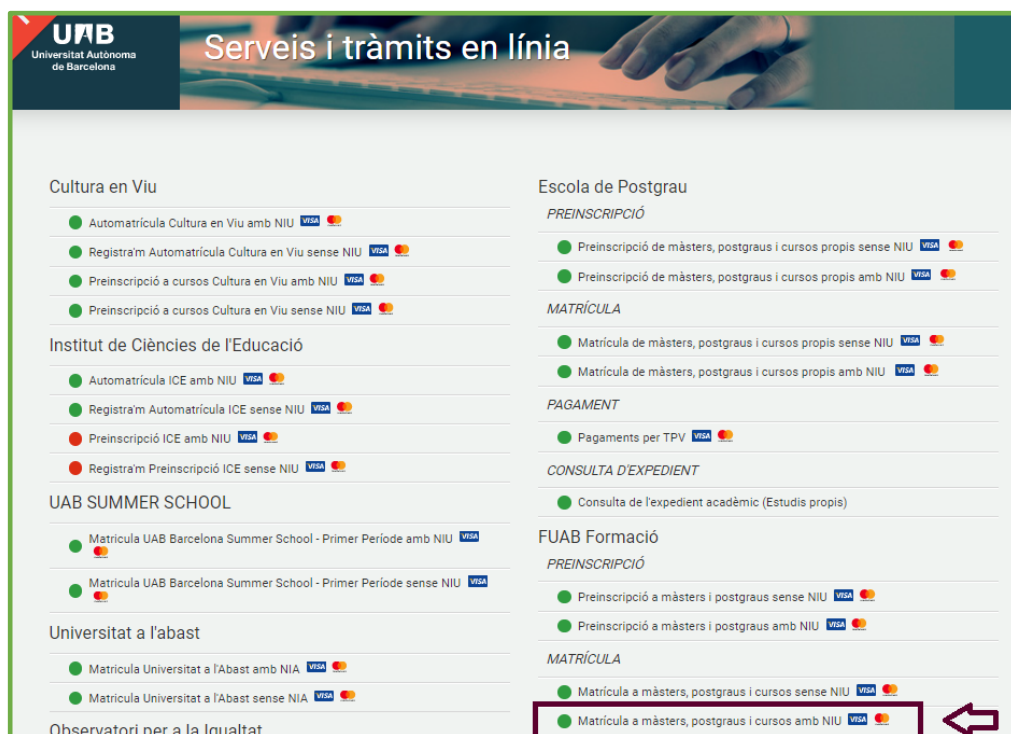 UAB
Universitat Autònoma
de Barcelona
Serveis i tràmits en línia
Cultura en Viu
Automatrícula Cultura en Viu amb NIU VISA
Registra'm Automatrícula Cultura en Viu sense NIU VISA
Preinscripció a cursos Cultura en Viu amb NIU VISA
Preinscripció a cursos Cultura en Viu sense NIU VISA
Institut de Ciències de l'Educació
Automatrícula ICE amb NIU VISA
Registra'm Automatrícula ICE sense NIU VISA
Preinscripció ICE amb NIU VISA
Registra'm Preinscripció ICE sense NIU VISA
UAB SUMMER SCHOOL
Matricula UAB Barcelona Summer School - Primer Període amb NIU VISA
Matricula UAB Barcelona Summer School - Primer Període sense NIU VISA
Universitat a l'abast
Matricula Universitat a l'Abast amb NIA VISA
Matricula Universitat a l'Abast sense NIA VISA
Observatori per a la Igualtat
Escola de Postgrau
PREINSCRIPCIÓ
Preinscripció de màsters, postgraus i cursos propis sense NIU VISA
Preinscripció de màsters, postgraus i cursos propis amb NIU VISA
MATRÍCULA
Matrícula de màsters, postgraus i cursos propis sense NIU VISA
Matrícula de màsters, postgraus i cursos propis amb NIU VISA
PAGAMENT
Pagaments per TPV VISA
CONSULTA D'EXPEDIENT
Consulta de l'expedient acadèmic (Estudis propis)
FUAB Formació
PREINSCRIPCIÓ
Preinscripció a màsters i postgraus sense NIU VISA
Preinscripció a màsters i postgraus amb NIU VISA
MATRÍCULA
Matrícula a màsters, postgraus i cursos sense NIU VISA
Matrícula a màsters, postgraus i cursos amb NIU VISA